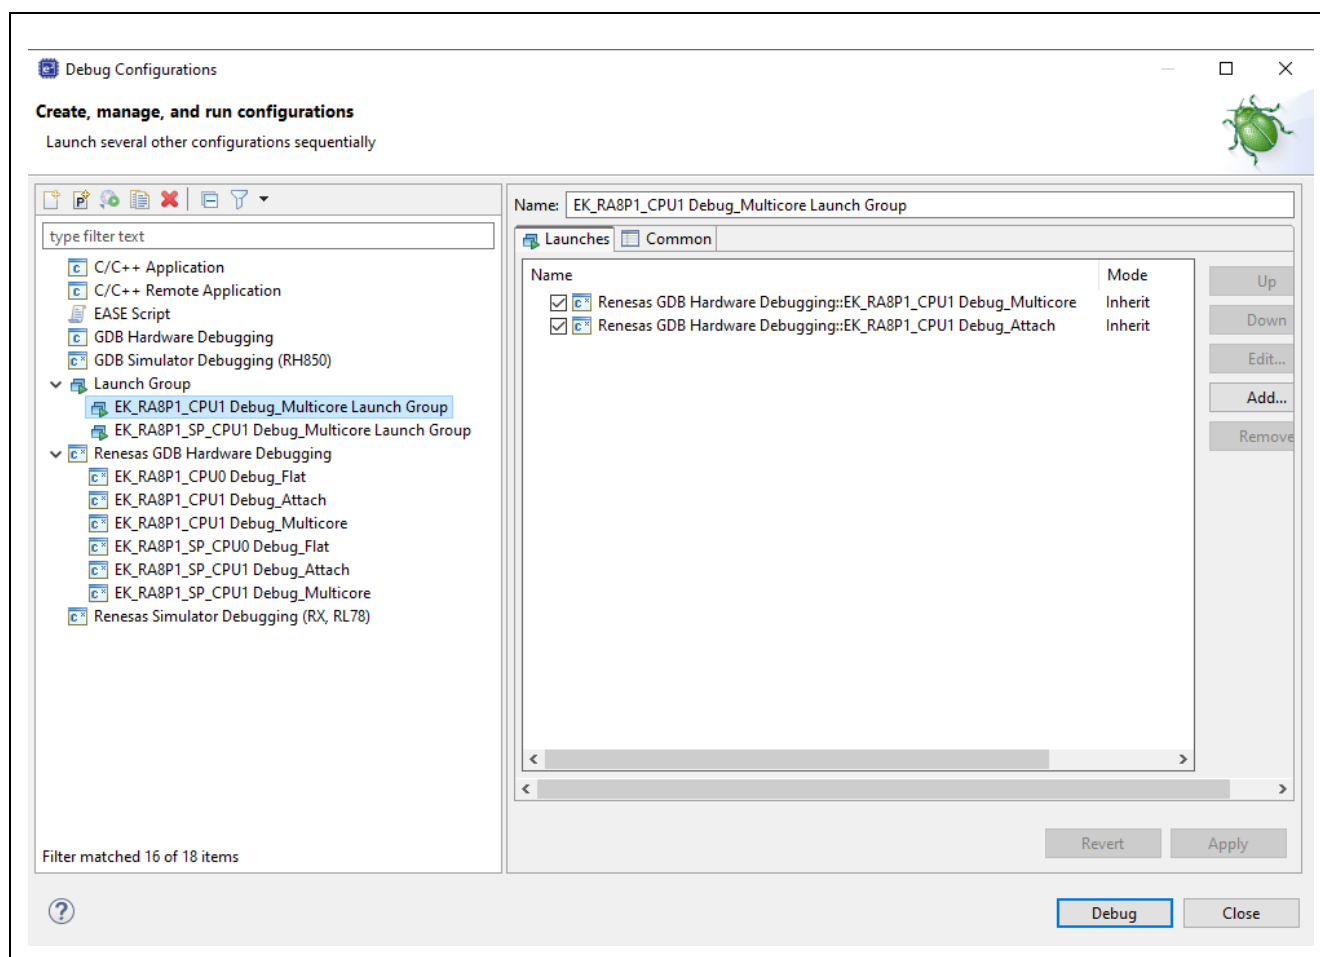 Debug Configurations
Create, manage, and run configurations
Launch several other configurations sequentially
type filter text
C/C++ Application
C/C++ Remote Application
EASE Script
GDB Hardware Debugging
GDB Simulator Debugging (RH850)
Launch Group
EK_RA8P1_CPU1 Debug_Multicore Launch Group
EK_RA8P1_SP_CPU1 Debug_Multicore Launch Group
Renesas GDB Hardware Debugging
EK_RA8P1_CPU0 Debug_Flat
EK_RA8P1_CPU1 Debug_Attach
EK_RA8P1_CPU1 Debug_Multicore
EK_RA8P1_SP_CPU0 Debug_Flat
EK_RA8P1_SP_CPU1 Debug_Attach
EK_RA8P1_SP_CPU1 Debug_Multicore
Renesas Simulator Debugging (RX, RL78)
Filter matched 16 of 18 items
Name: EK_RA8P1_CPU1 Debug_Multicore Launch Group
Launches Common
Name Mode
Renesas GDB Hardware Debugging::EK_RA8P1_CPU1 Debug_Multicore Inherit
Renesas GDB Hardware Debugging::EK_RA8P1_CPU1 Debug_Attach Inherit
Up
Down
Edit...
Add...
Remove
Revert Apply
Debug Close